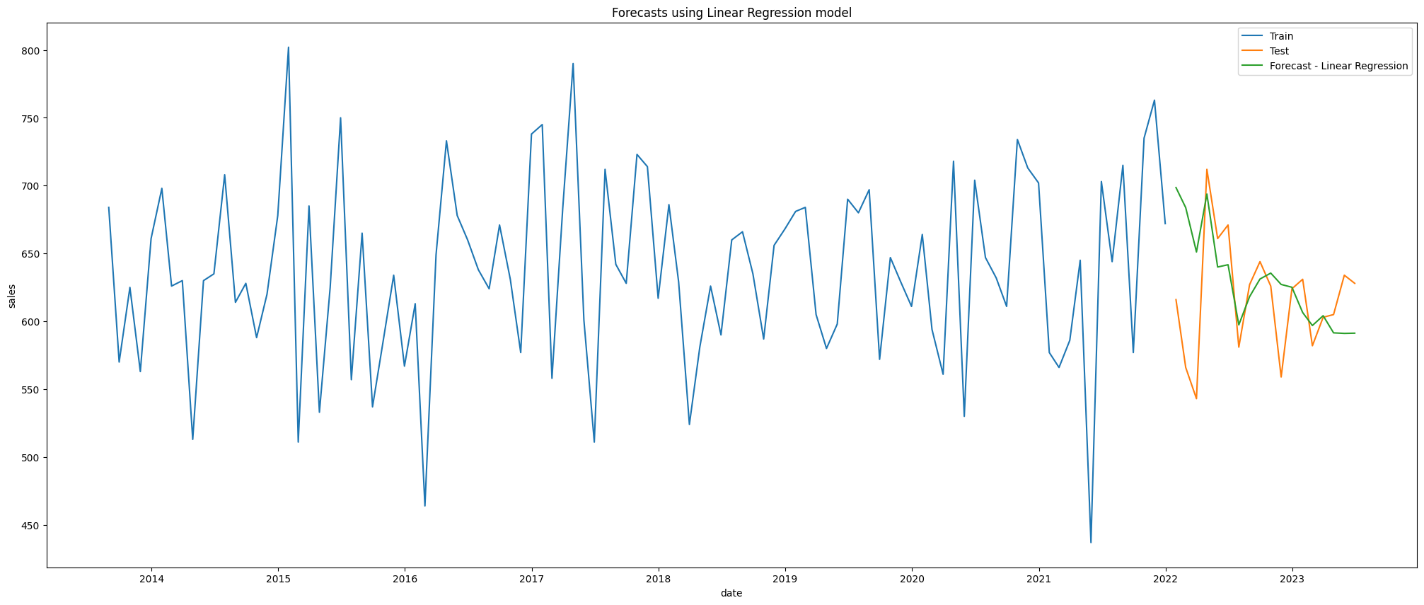 Forecasts using Linear Regression model
Train
Test
Forecast - Linear Regression
800
750
700
650
600
550
500
450
sales
2014 2015 2016 2017 2018 2019 2020 2021 2022 2023
date